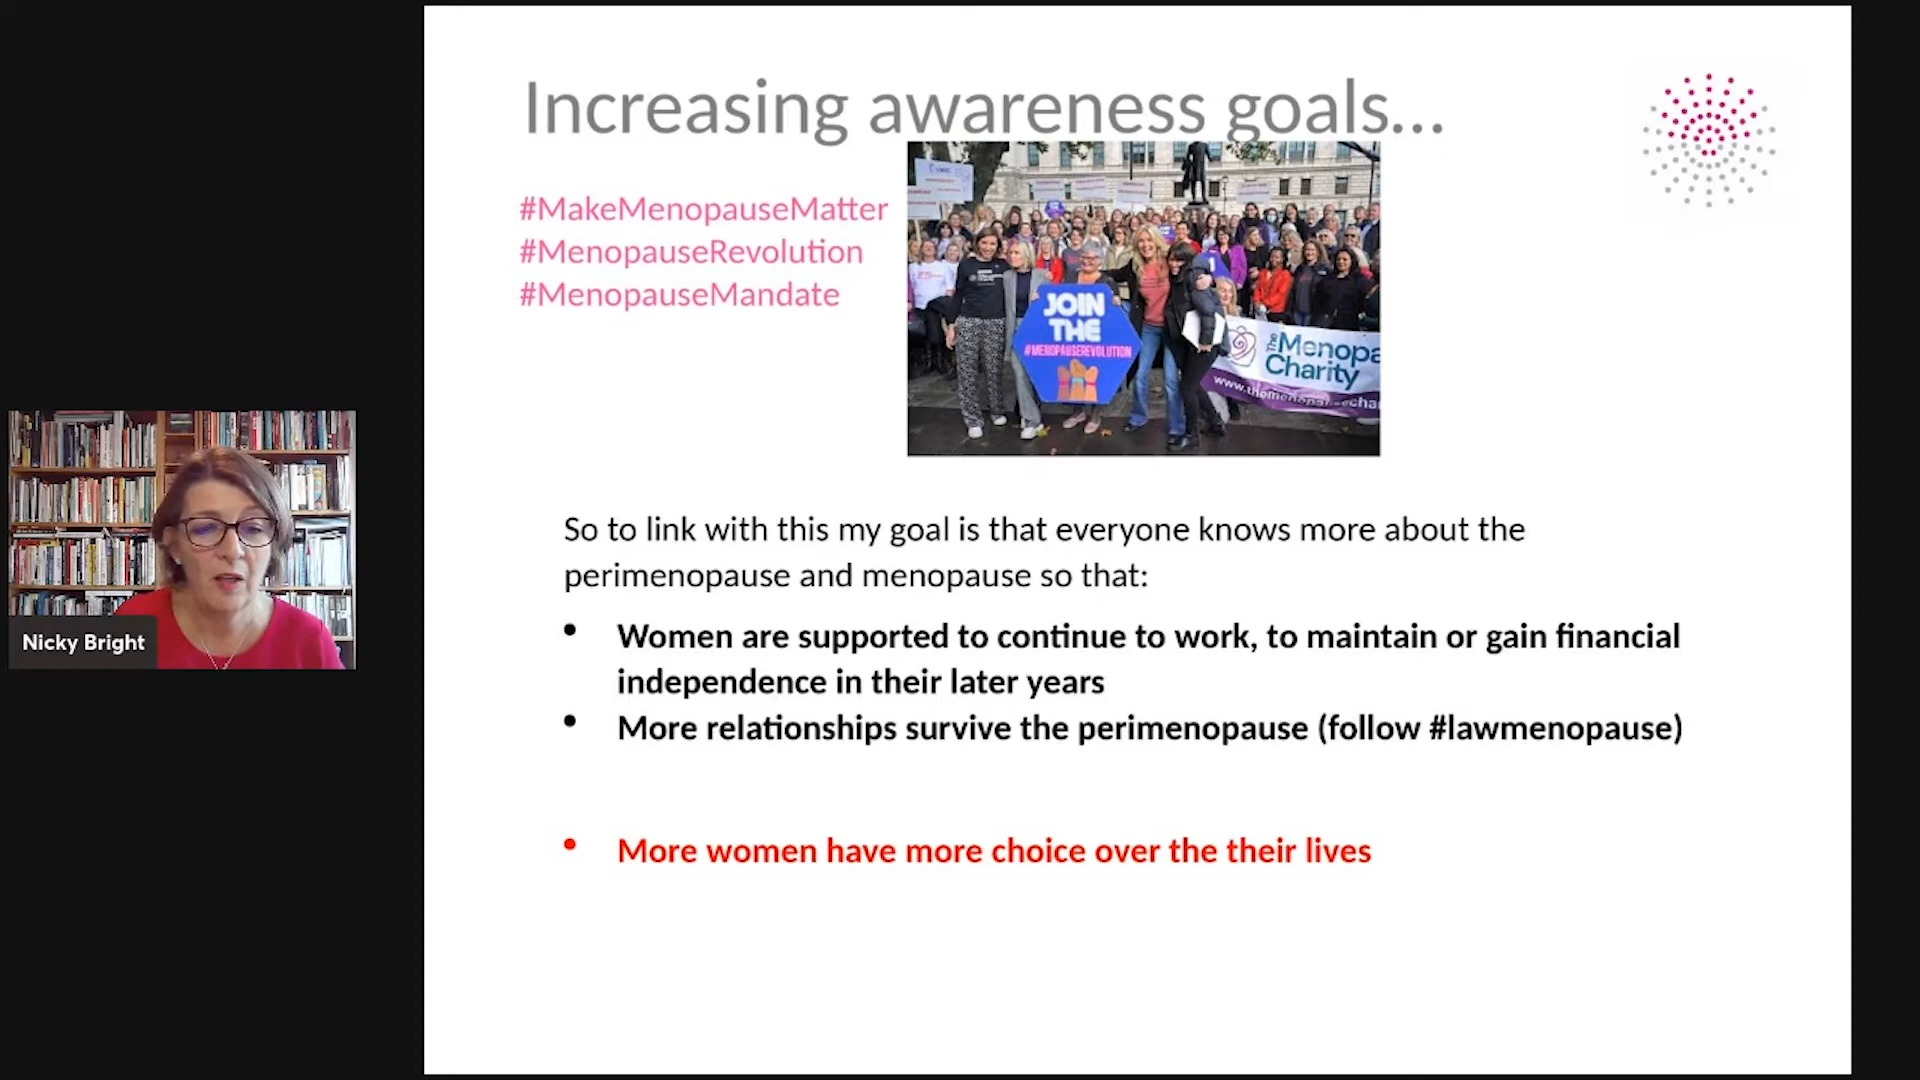 Increasing awareness goals...
#MakeMenopauseMatter
#MenopauseRevolution
#MenopauseMandate
JOIN
THE
#MENOPAUSEREVOLUTION
The Menopa
Charity
So to link with this my goal is that everyone knows more about the
perimenopause and menopause so that:
• Women are supported to continue to work, to maintain or gain financial
independence in their later years
• More relationships survive the perimenopause (follow #lawmenopause)
• More women have more choice over the their lives
Nicky Bright